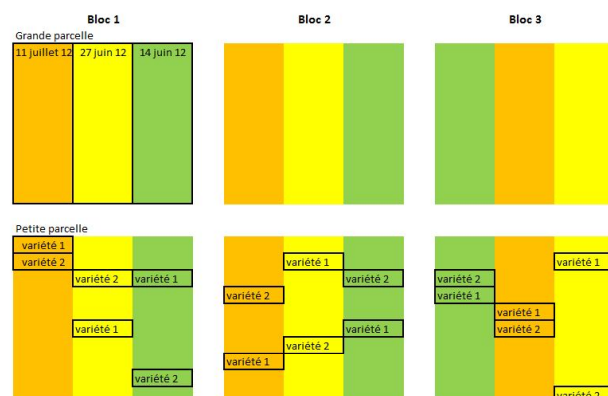 Bloc 1 Bloc 2 Bloc 3
Grande parcelle
11 juillet 12 27 juin 12 14 juin 12
Petite parcelle
variété 1
variété 1 variété 1
variété 2
variété 2 variété 1 variété 2 variété 2
variété 2 variété 1
variété 1
variété 1 variété 1 variété 2
variété 2
variété 1
variété 2
variété 2